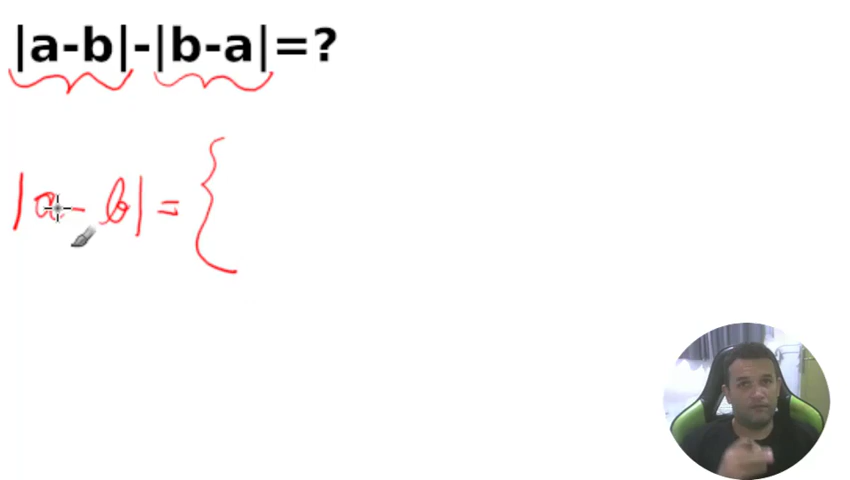 |a-b|-|b-a|=?
|a - b| = {